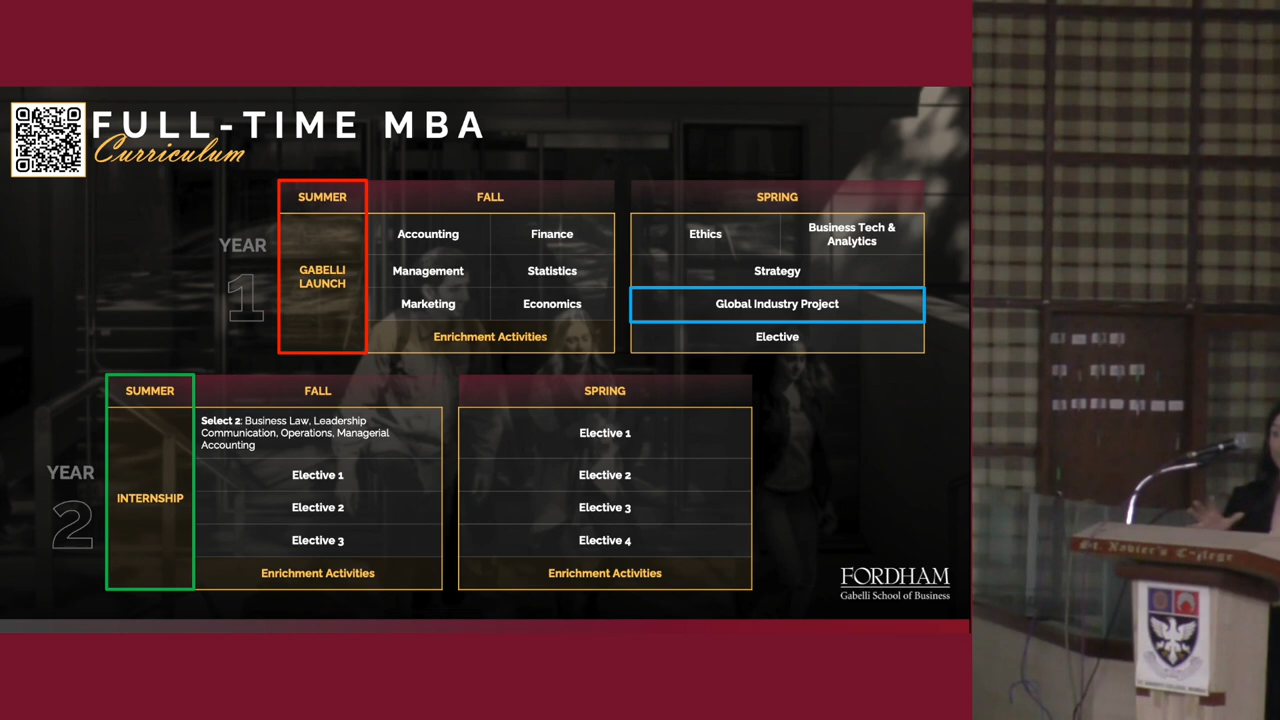 FULL-TIME MBA
Curriculum
YEAR
1
SUMMER
GABELLI
LAUNCH
FALL
Accounting
Finance
Management
Statistics
Marketing
Economics
Enrichment Activities
SPRING
Ethics
Business Tech &
Analytics
Strategy
Global Industry Project
Elective
YEAR
2
SUMMER
INTERNSHIP
FALL
Select 2: Business Law, Leadership
Communication, Operations, Managerial
Accounting
Elective 1
Elective 2
Elective 3
Enrichment Activities
SPRING
Elective 1
Elective 2
Elective 3
Elective 4
Enrichment Activities
FORDHAM
Gabelli School of Business
St. Xavier's College